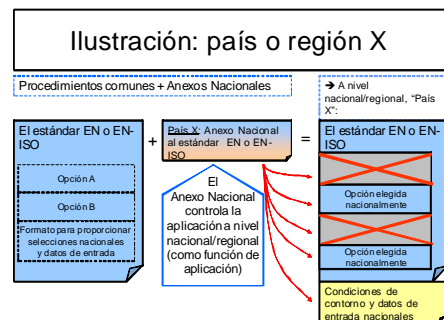 Ilustración: país o región X
Procedimientos comunes + Anexos Nacionales
➔ A nivel
nacional/regional, “País
X”:
El estándar EN o EN-
ISO
Opción A
Opción B
Formato para proporcionar
selecciones nacionales
y datos de entrada
+
País X: Anexo Nacional
al estándar EN o EN-
ISO
El
Anexo Nacional
controla la
aplicación a nivel
nacional/regional
(como función de
aplicación)
=
El estándar EN o EN-
ISO
Opción elegida
nacionalmente
Opción elegida
nacionalmente
Condiciones de
contorno y datos de
entrada nacionales